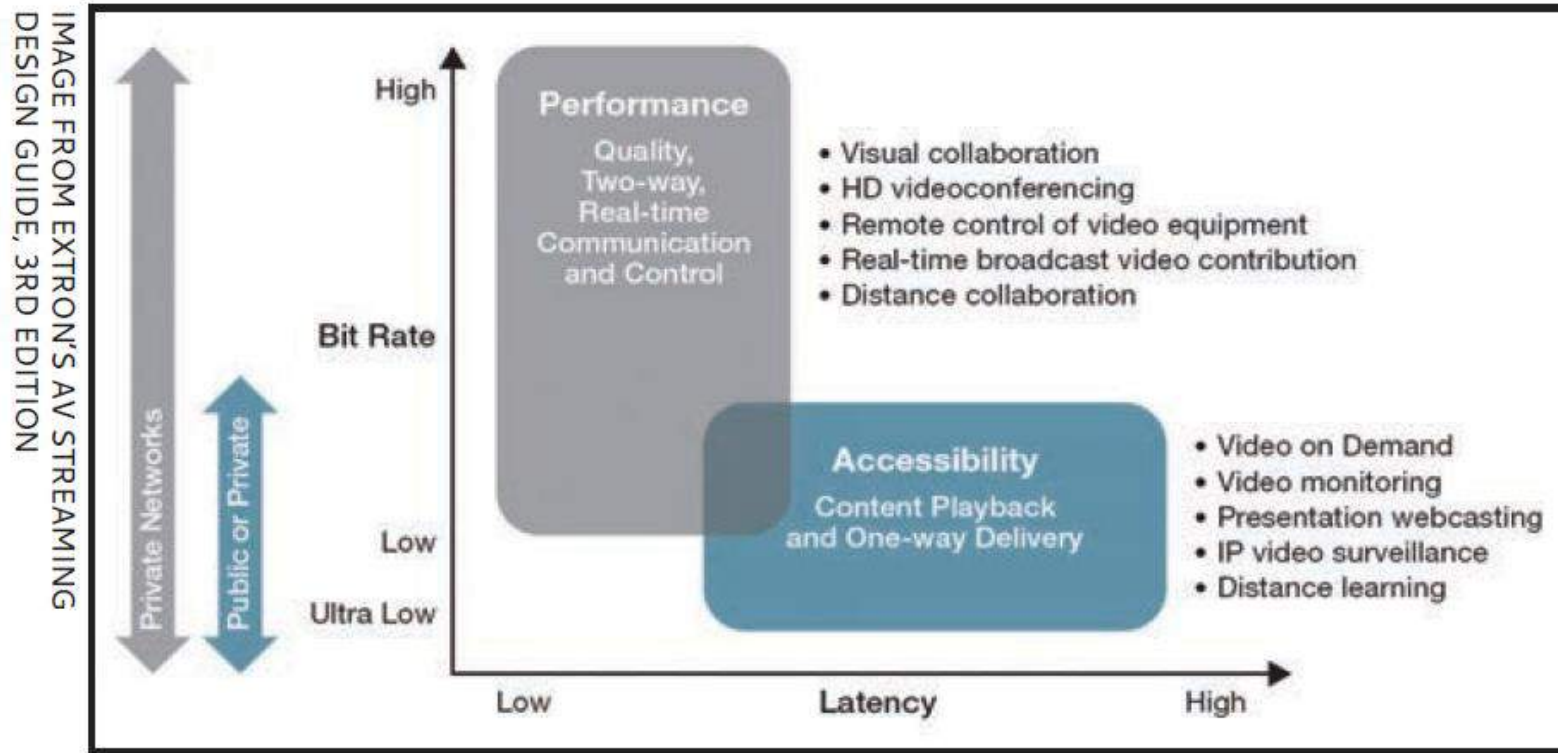 IMAGE FROM EXTRON'S AV STREAMING
DESIGN GUIDE, 3RD EDITION
Private Networks
Public or Private
High
Bit Rate
Low
Ultra Low
Performance
Quality,
Two-way,
Real-time
Communication
and Control
• Visual collaboration
• HD videoconferencing
• Remote control of video equipment
• Real-time broadcast video contribution
• Distance collaboration
Accessibility
Content Playback
and One-way Delivery
• Video on Demand
• Video monitoring
• Presentation webcasting
• IP video surveillance
• Distance learning
Low
Latency
High